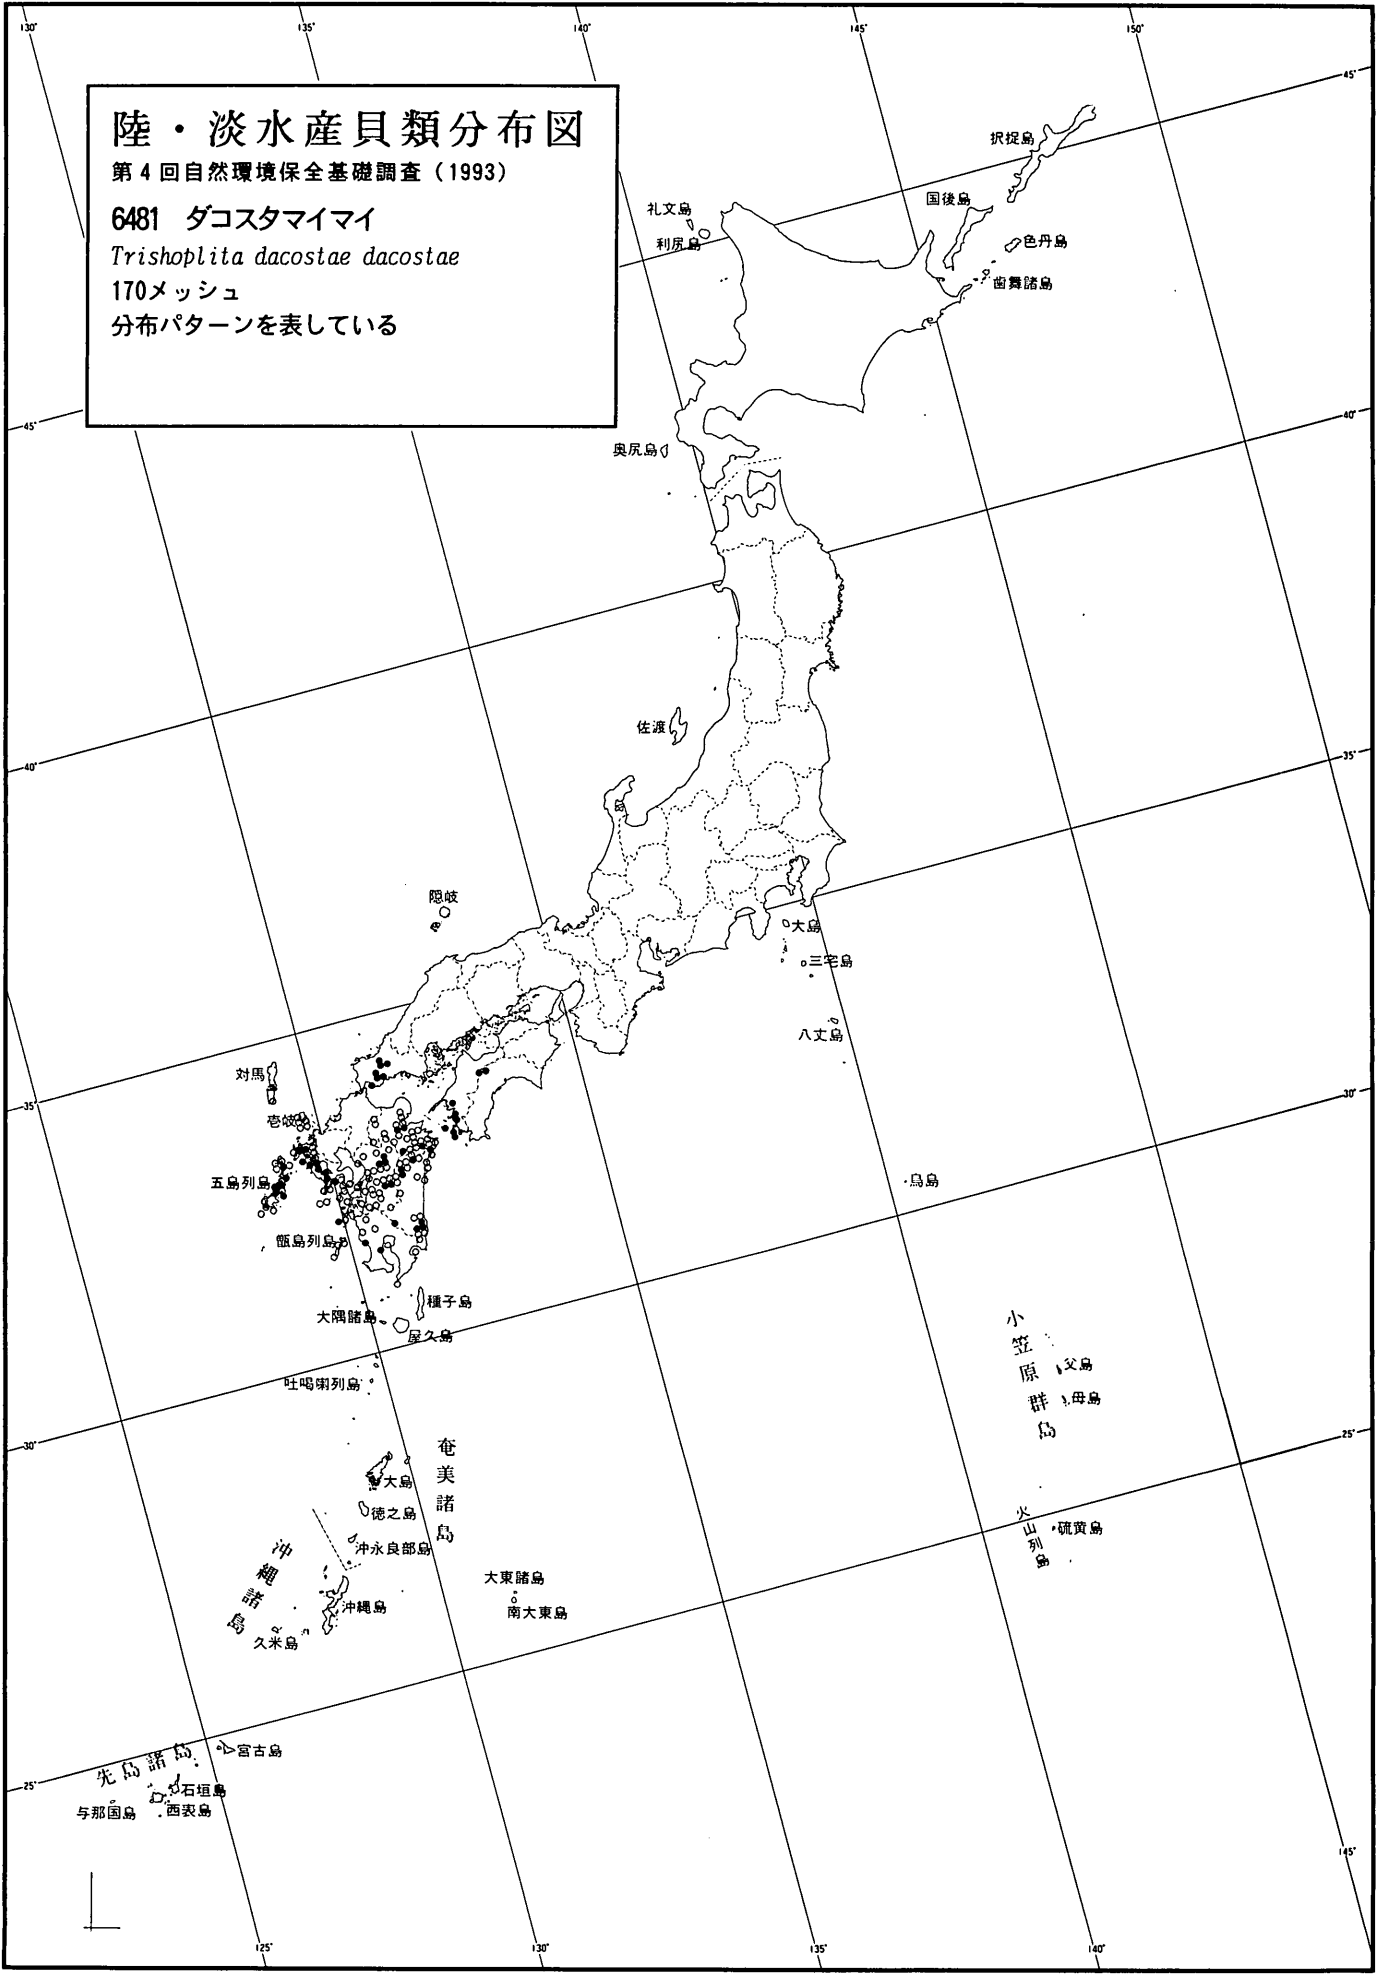 130°
135°
140°
145°
150°
陸・淡水産貝類分布図
第4回自然環境保全基礎調査（1993）
6481 ダコスタマイマイ
Trishoplita dacostae dacostae
170メッシュ
分布パターンを表している
45°
択捉島
国後島
礼文島
利尻島
色丹島
歯舞諸島
40°
45°
奥尻島
佐渡
35°
40°
隠岐
大島
三宅島
八丈島
対馬
30°
35°
壱岐
五島列島
鳥島
甑島列島
種子島
大隅諸島
屋久島
小笠原群島
父島
吐喝喇列島
母島
25°
30°
奄美諸島
大島
徳之島
火山列島
硫黄島
沖永良部島
沖縄諸島
大東諸島
沖縄島
南大東島
久米島
先島諸島
宮古島
25°
石垣島
与那国島
西表島
145°
125°
130°
135°
140°